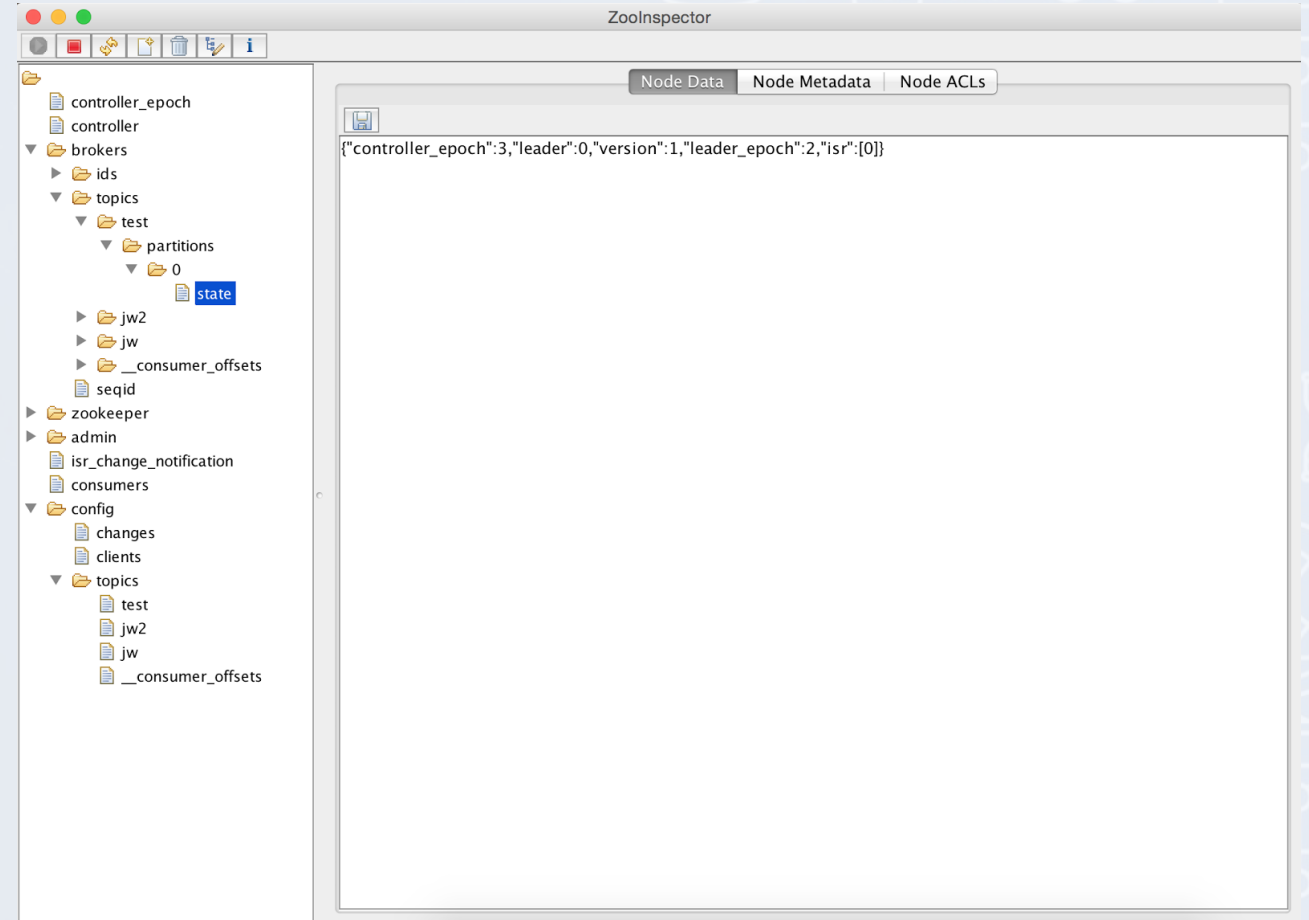 ZooInspector
i
controller_epoch
controller
brokers
ids
topics
test
partitions
0
state
jw2
jw
__consumer_offsets
seqid
zookeeper
admin
isr_change_notification
consumers
config
changes
clients
topics
test
jw2
jw
__consumer_offsets
Node Data Node Metadata Node ACLs
{"controller_epoch":3,"leader":0,"version":1,"leader_epoch":2,"isr":[0]}